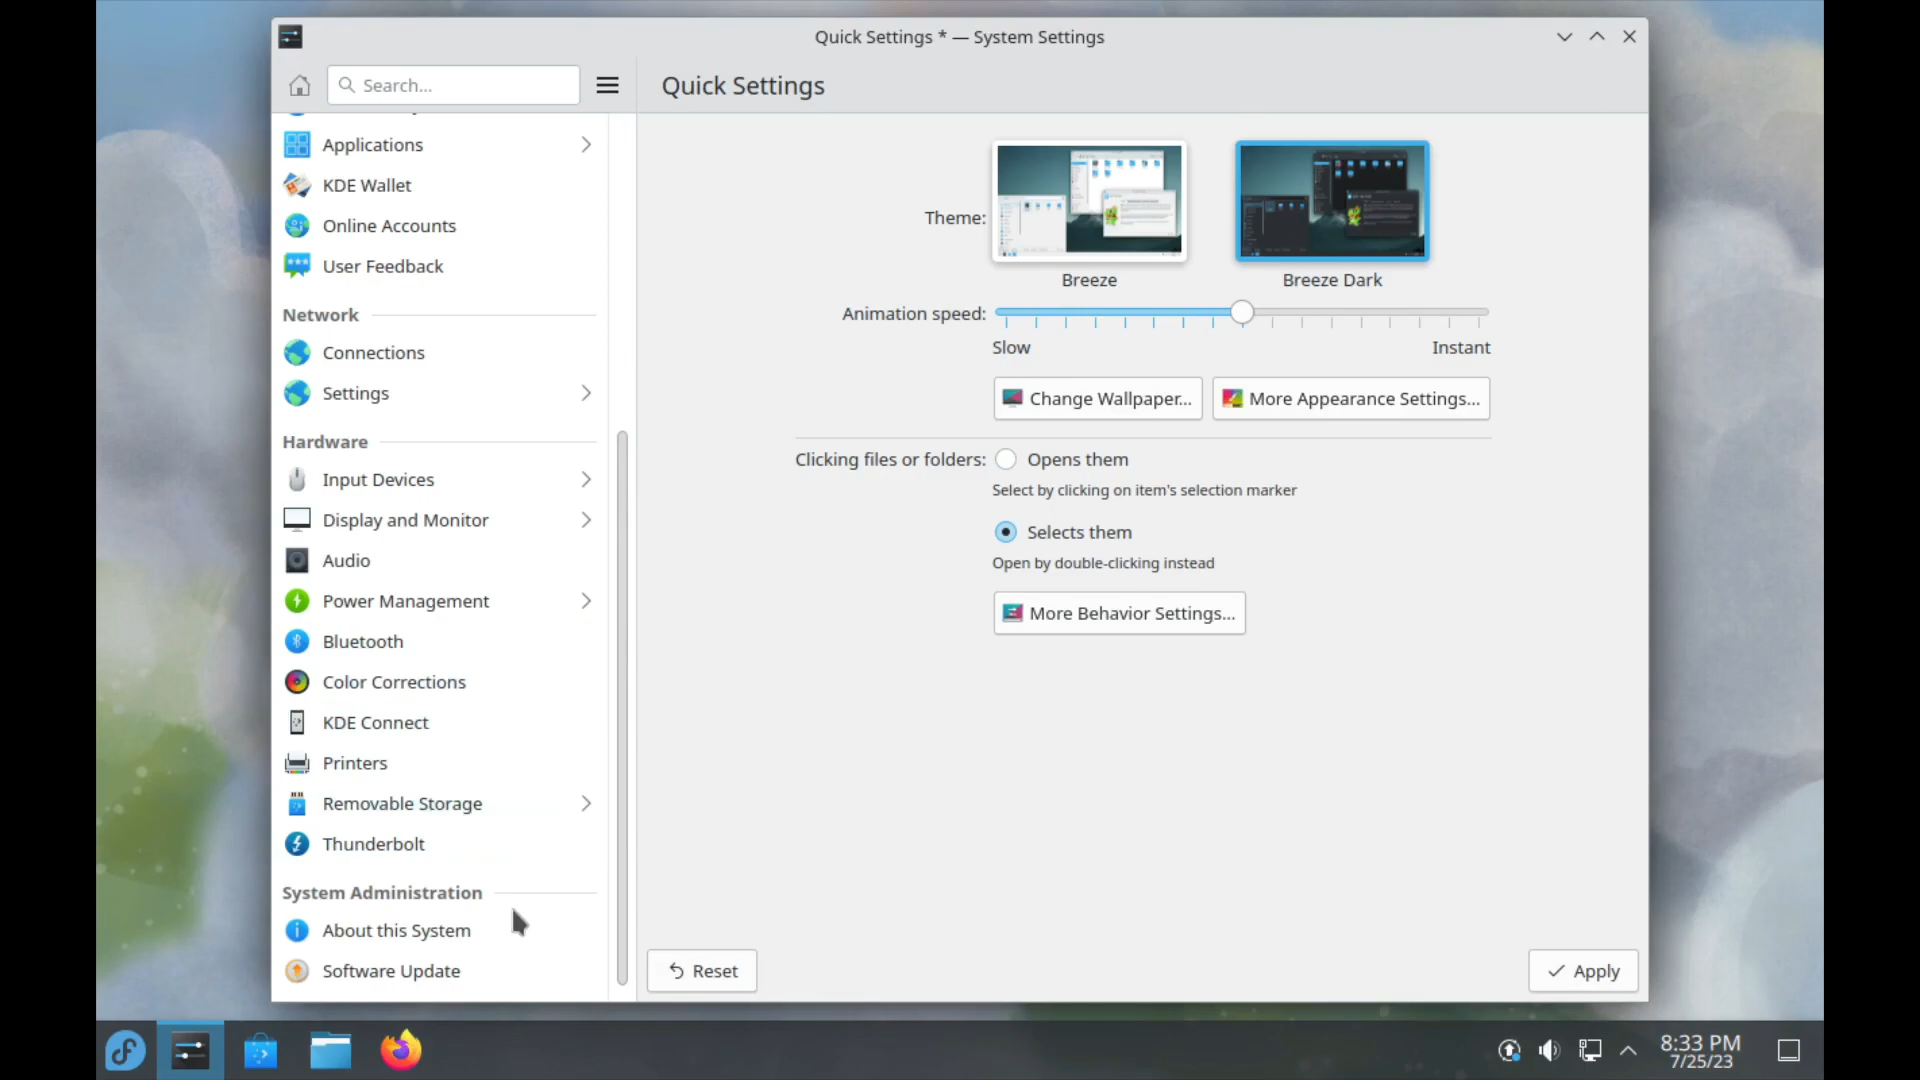 Quick Settings * — System Settings
Search...
Quick Settings
Applications
KDE Wallet
Online Accounts
User Feedback
Network
Connections
Settings
Hardware
Input Devices
Display and Monitor
Audio
Power Management
Bluetooth
Color Corrections
KDE Connect
Printers
Removable Storage
Thunderbolt
System Administration
About this System
Software Update
Theme:
Breeze
Breeze Dark
Animation speed:
Slow
Instant
Change Wallpaper...
More Appearance Settings...
Clicking files or folders:
Opens them
Select by clicking on item's selection marker
Selects them
Open by double-clicking instead
More Behavior Settings...
Reset
Apply
8:33 PM
7/25/23